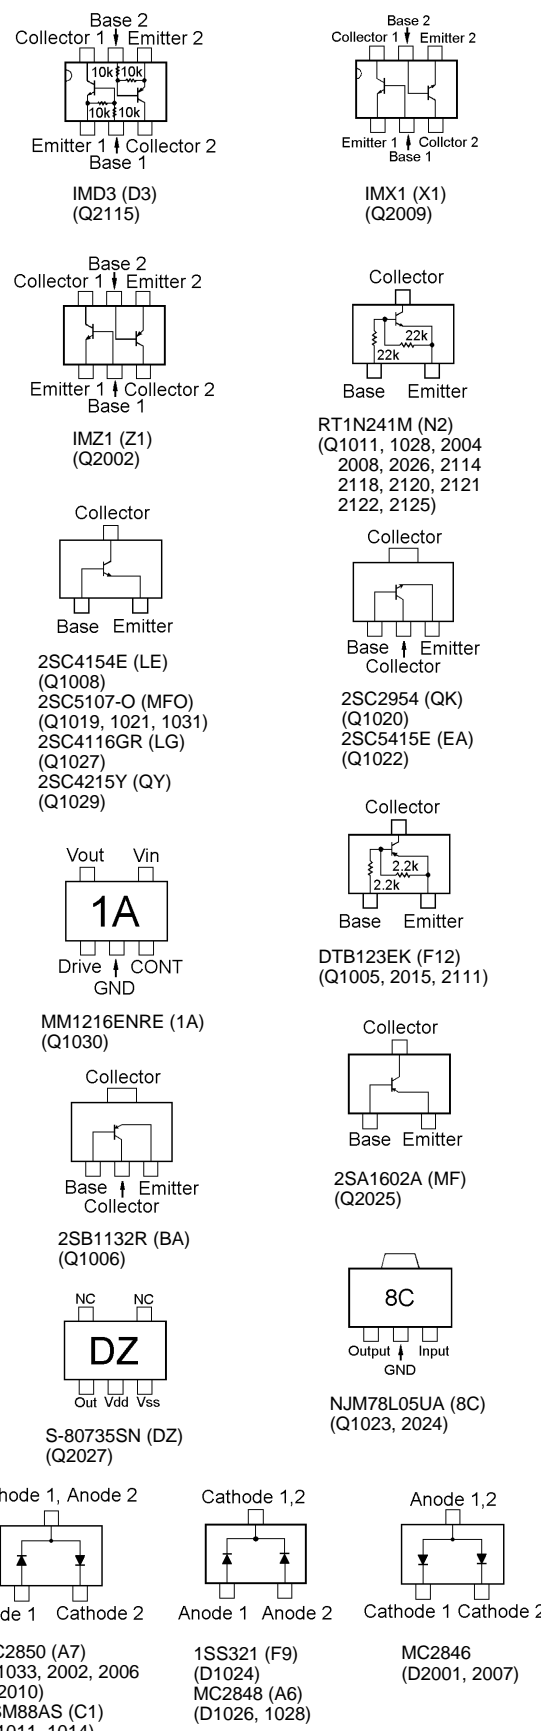 Base 2
Collector 1 Emitter 2
10k 10k
10k 10k
Emitter 1 Collector 2
Base 1
IMD3 (D3)
(Q2115)
Base 2
Collector 1 Emitter 2
Emitter 1 Collctor 2
Base 1
IMX1 (X1)
(Q2009)
Base 2
Collector 1 Emitter 2
Emitter 1 Collector 2
Base 1
IMZ1 (Z1)
(Q2002)
Collector
22k
22k
Base Emitter
RT1N241M (N2)
(Q1011, 1028, 2004
2008, 2026, 2114
2118, 2120, 2121
2122, 2125)
Collector
Base Emitter
2SC4154E (LE)
(Q1008)
2SC5107-O (MFO)
(Q1019, 1021, 1031)
2SC4116GR (LG)
(Q1027)
2SC4215Y (QY)
(Q1029)
Collector
Base Emitter
Collector
2SC2954 (QK)
(Q1020)
2SC5415E (EA)
(Q1022)
Vout Vin
1A
Drive CONT
GND
MM1216ENRE (1A)
(Q1030)
Collector
2.2k
2.2k
Base Emitter
DTB123EK (F12)
(Q1005, 2015, 2111)
Collector
Base Emitter
Collector
2SB1132R (BA)
(Q1006)
Collector
Base Emitter
2SA1602A (MF)
(Q2025)
NC NC
DZ
Out Vdd Vss
S-80735SN (DZ)
(Q2027)
8C
Output Input
GND
NJM78L05UA (8C)
(Q1023, 2024)
hode 1, Anode 2
de 1 Cathode 2
C2850 (A7)
1033, 2002, 2006
2010)
SM88AS (C1)
1011, 1014)
Cathode 1,2
Anode 1 Anode 2
1SS321 (F9)
(D1024)
MC2848 (A6)
(D1026, 1028)
Anode 1,2
Cathode 1 Cathode 2
MC2846
(D2001, 2007)